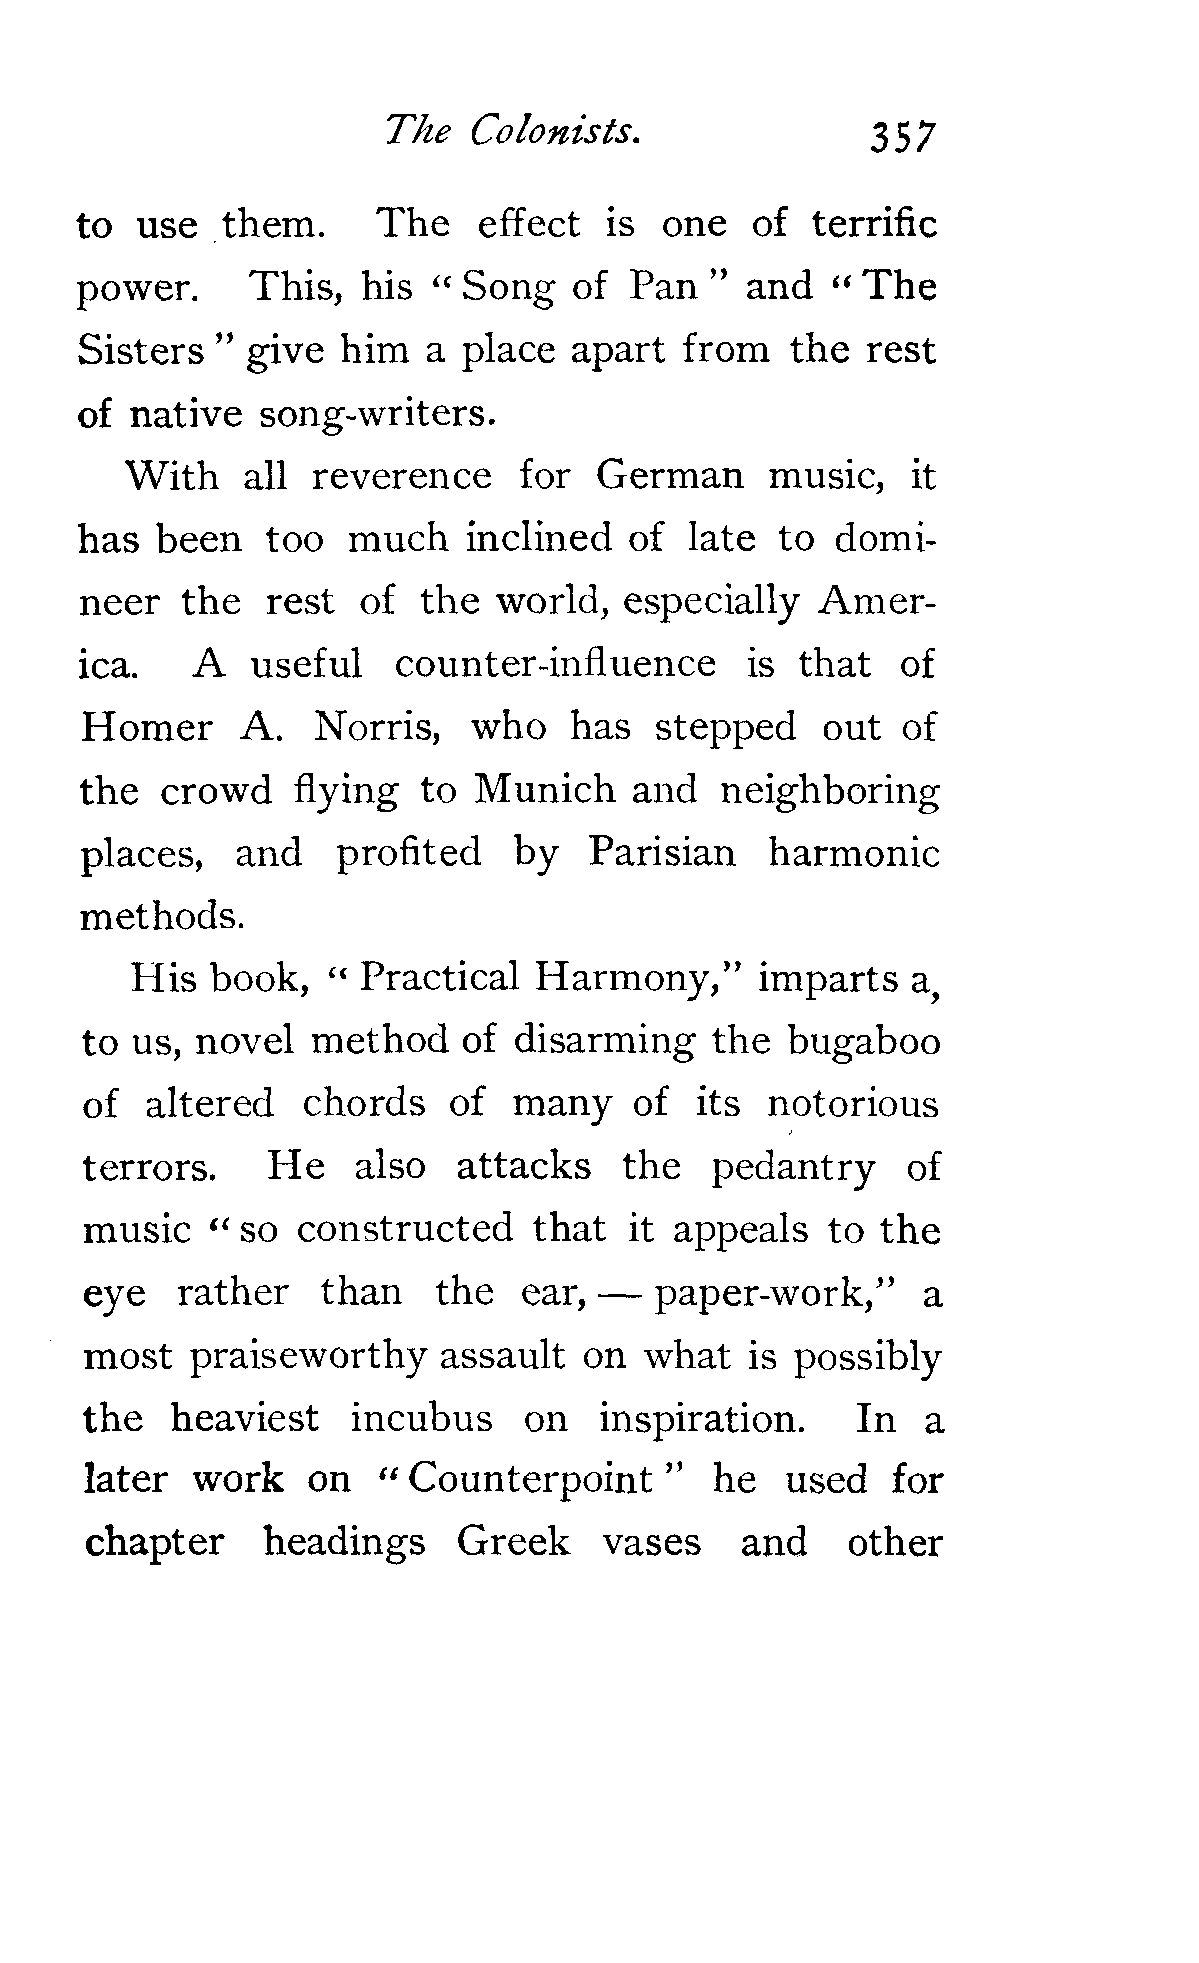 The Colonists. 357
to use them. The effect is one of terrific
power. This, his " Song of Pan " and " The
Sisters " give him a place apart from the rest
of native song-writers.
With all reverence for German music, it
has been too much inclined of late to domi-
neer the rest of the world, especially Amer-
ica. A useful counter-influence is that of
Homer A. Norris, who has stepped out of
the crowd flying to Munich and neighboring
places, and profited by Parisian harmonic
methods.
His book, " Practical Harmony," imparts a,
to us, novel method of disarming the bugaboo
of altered chords of many of its notorious
terrors. He also attacks the pedantry of
music " so constructed that it appeals to the
eye rather than the ear, — paper-work," a
most praiseworthy assault on what is possibly
the heaviest incubus on inspiration. In a
later work on " Counterpoint " he used for
chapter headings Greek vases and other